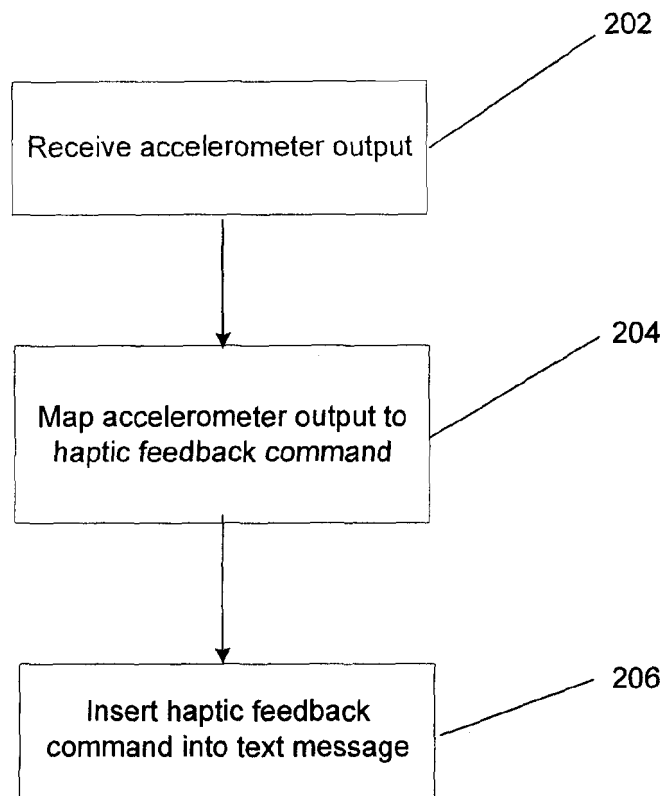 202
Receive accelerometer output
204
Map accelerometer output to
haptic feedback command
206
Insert haptic feedback
command into text message